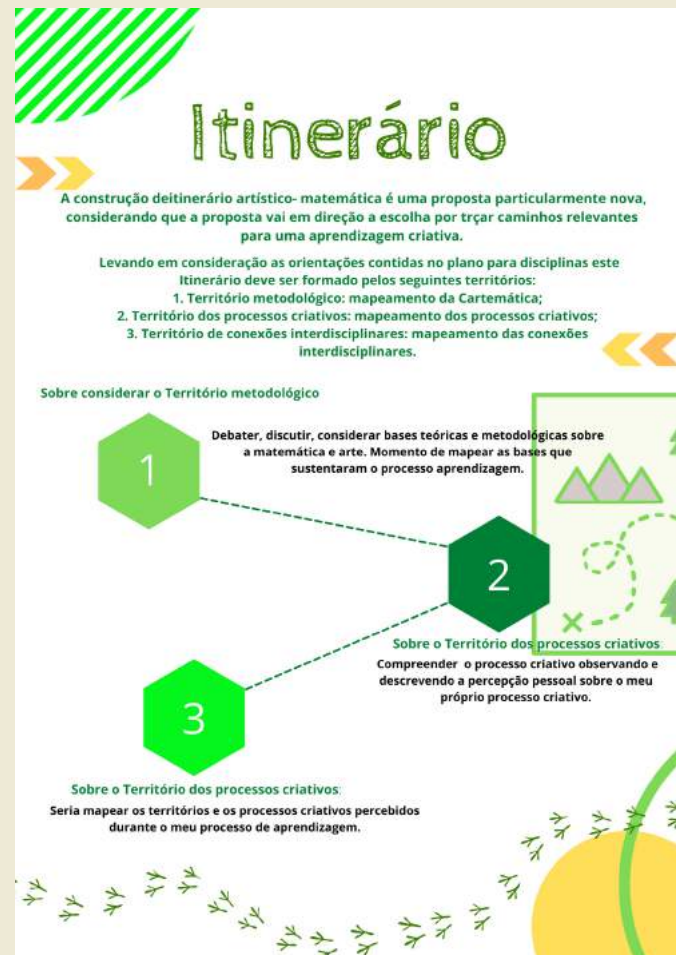 Itinerário
A construção deitinerário artístico- matemática é uma proposta particularmente nova,
considerando que a proposta vai em direção a escolha por trçar caminhos relevantes
para uma aprendizagem criativa.
Levando em consideração as orientações contidas no plano para disciplinas este
Itinerário deve ser formado pelos seguintes territórios:
1. Território metodológico: mapeamento da Cartemática;
2. Território dos processos criativos: mapeamento dos processos criativos;
3. Território de conexões interdisciplinares: mapeamento das conexões
interdisciplinares.
Sobre considerar o Território metodológico
1
Debater, discutir, considerar bases teóricas e metodológicas sobre
a matemática e arte. Momento de mapear as bases que
sustentaram o processo aprendizagem.
2
Sobre o Território dos processos criativos:
Compreender o processo criativo observando e
descrevendo a percepção pessoal sobre o meu
próprio processo criativo.
3
Sobre o Território dos processos criativos:
Seria mapear os territórios e os processos criativos percebidos
durante o meu processo de aprendizagem.